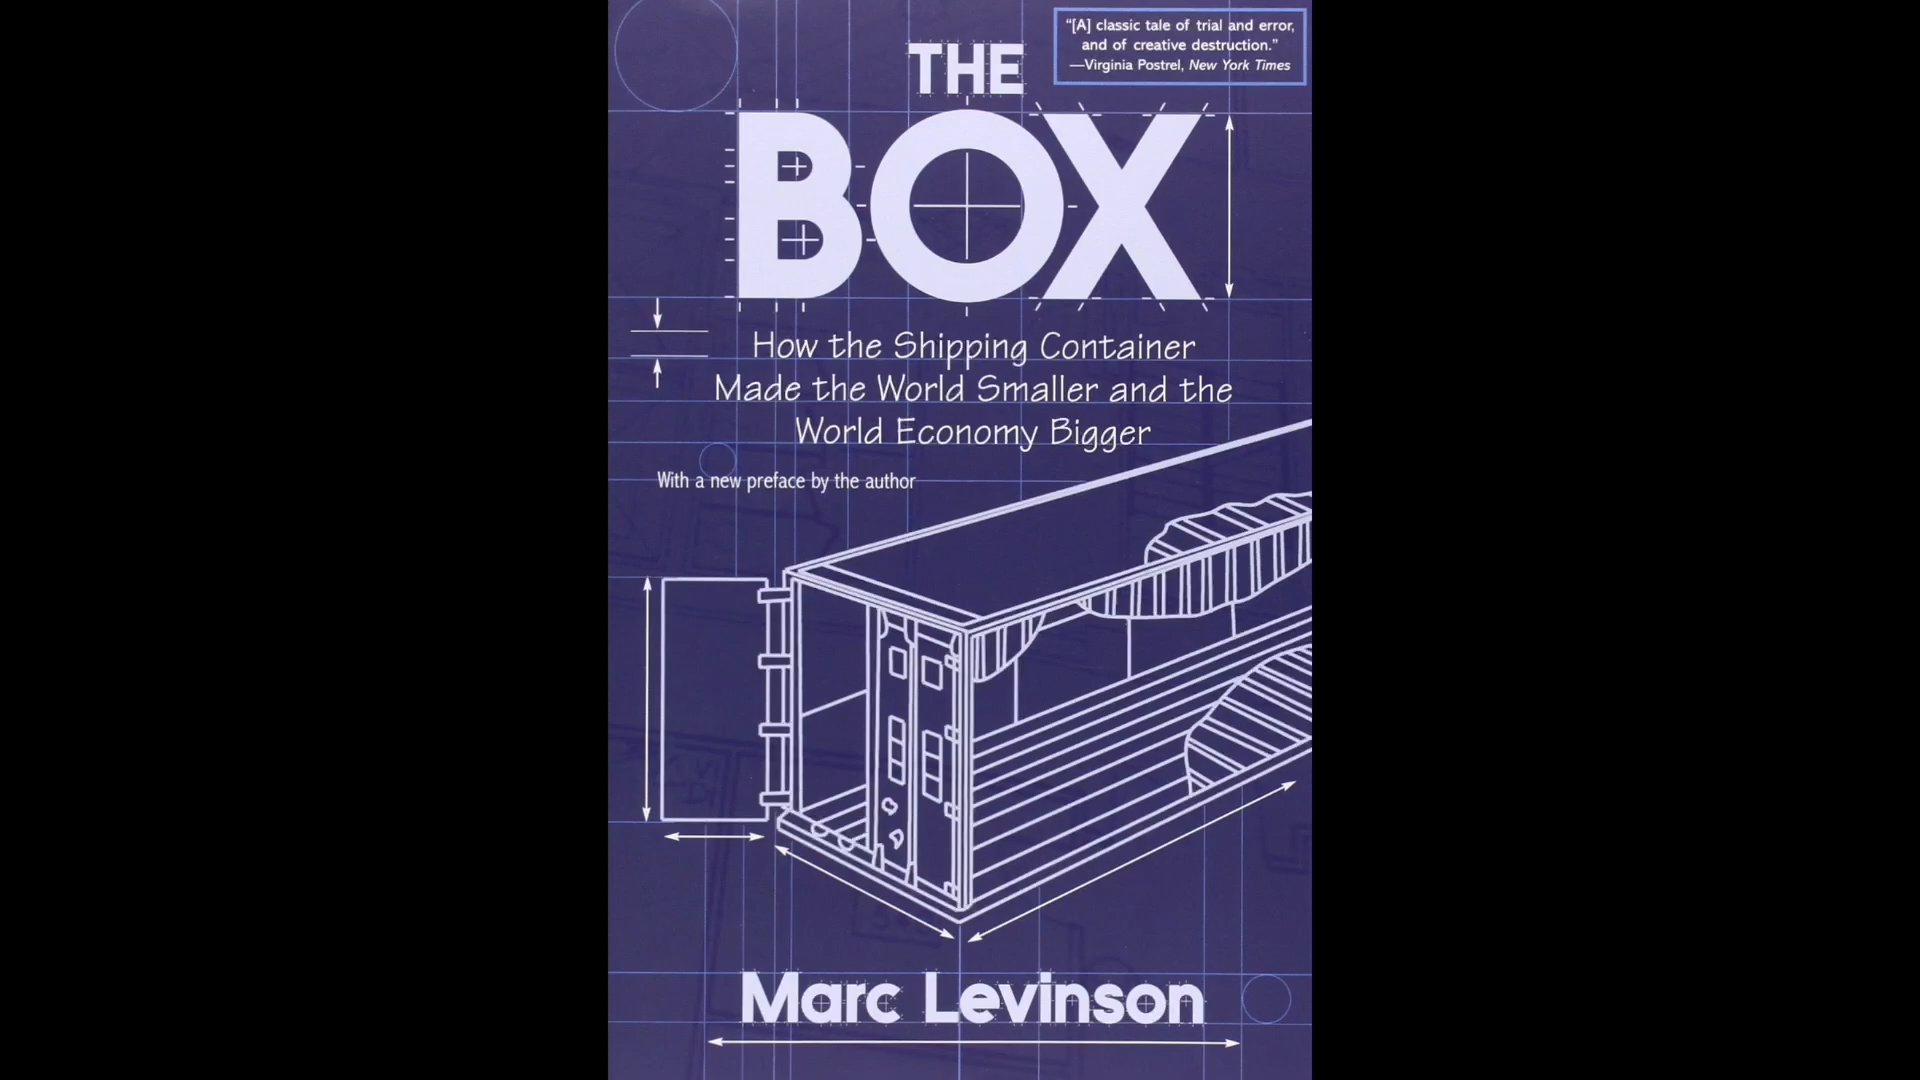 "[A] classic tale of trial and error,
and of creative destruction."
—Virginia Postrel, New York Times
THE
BOX
How the Shipping Container
Made the World Smaller and the
World Economy Bigger
With a new preface by the author
Marc Levinson